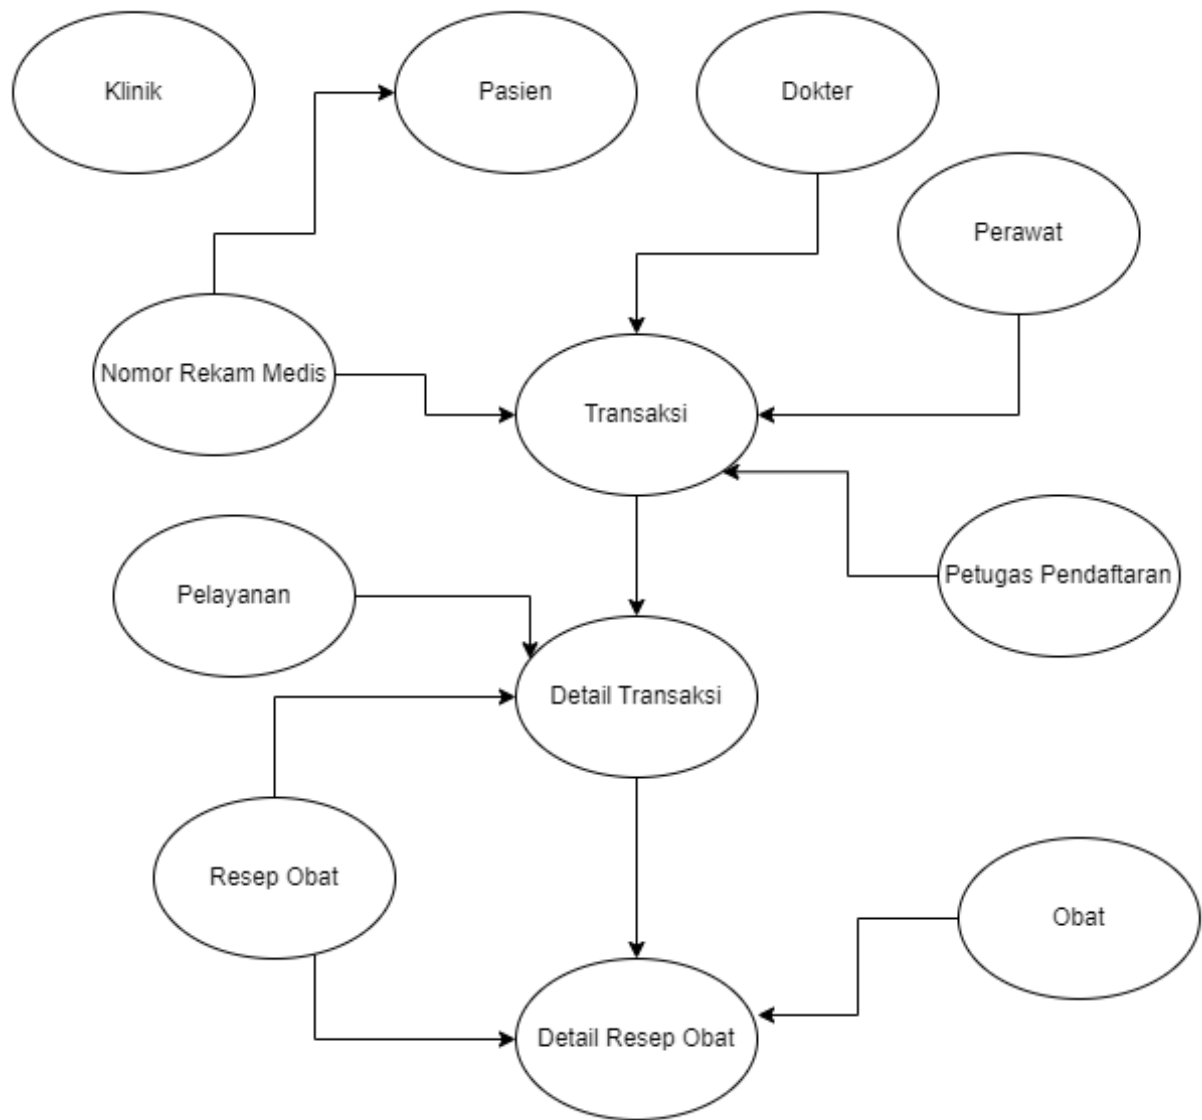 Klinik
Pasien
Dokter
Perawat
Nomor Rekam Medis
Transaksi
Petugas Pendaftaran
Pelayanan
Detail Transaksi
Resep Obat
Obat
Detail Resep Obat